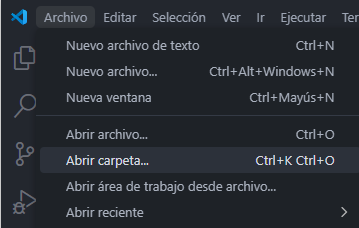 Archivo Editar Selección Ver Ir Ejecutar
Nuevo archivo de texto Ctrl+N
Nuevo archivo... Ctrl+Alt+Windows+N
Nueva ventana Ctrl+Mayús+N
Abrir archivo... Ctrl+O
Abrir carpeta... Ctrl+K Ctrl+O
Abrir área de trabajo desde archivo...
Abrir reciente